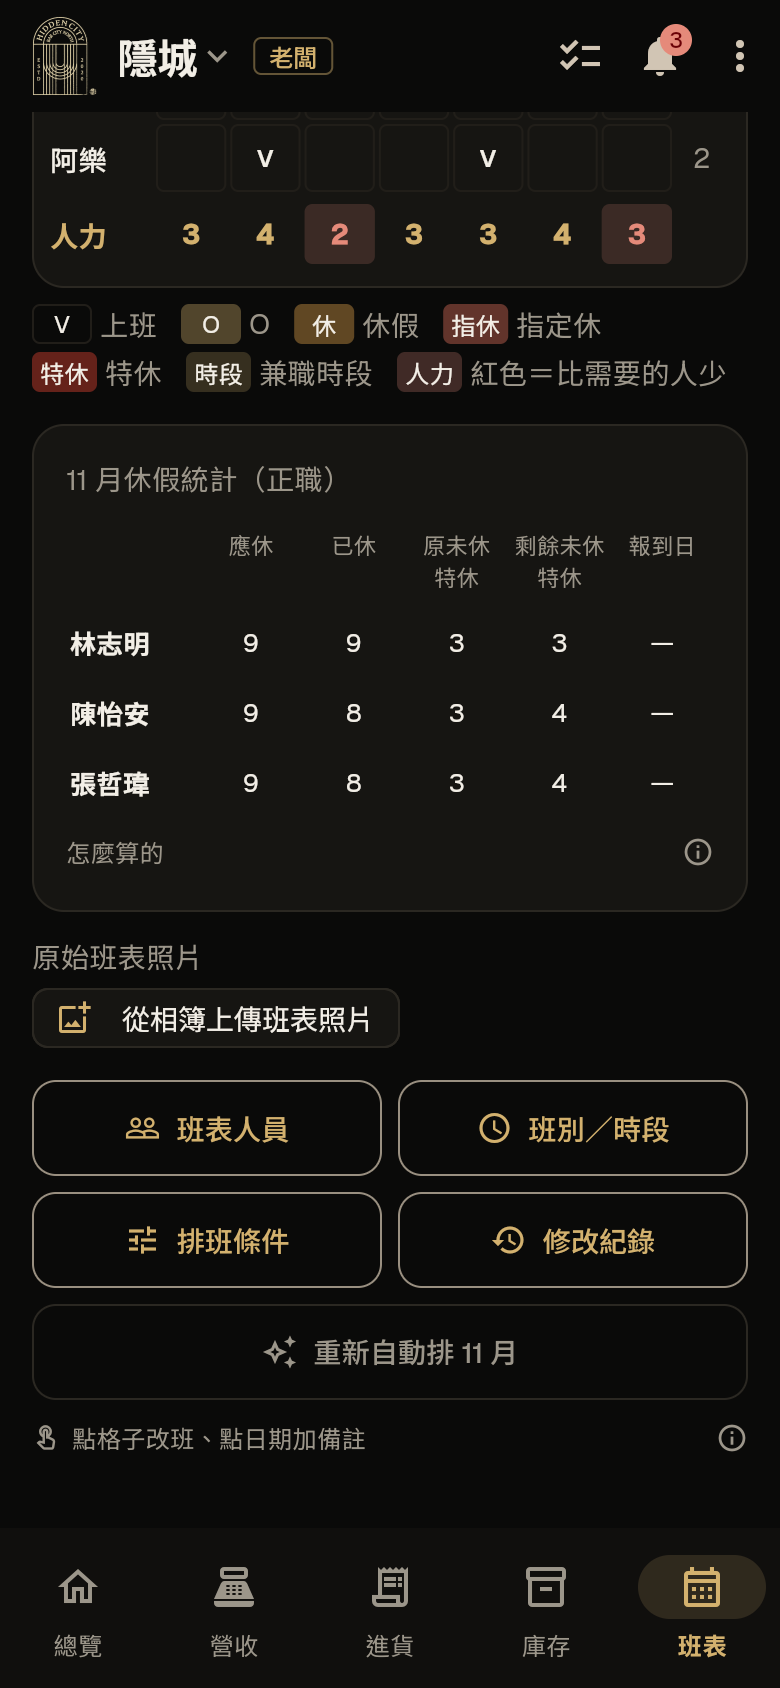 HIDDENCITY
隱城 老闆 3
阿樂 V V 2
人力 3 4 2 3 3 4 3
V 上班 O O 休 休假 指休 指定休
特休 特休 時段 兼職時段 人力 紅色＝比需要的人少
11 月休假統計（正職）
應休 已休 原未休 剩餘未休 報到日
特休 特休
林志明 9 9 3 3 —
陳怡安 9 8 3 4 —
張哲瑋 9 8 3 4 —
怎麼算的
原始班表照片
從相簿上傳班表照片
班表人員 班別／時段
排班條件 修改紀錄
重新自動排 11 月
點格子改班、點日期加備註
總覽 營收 進貨 庫存 班表